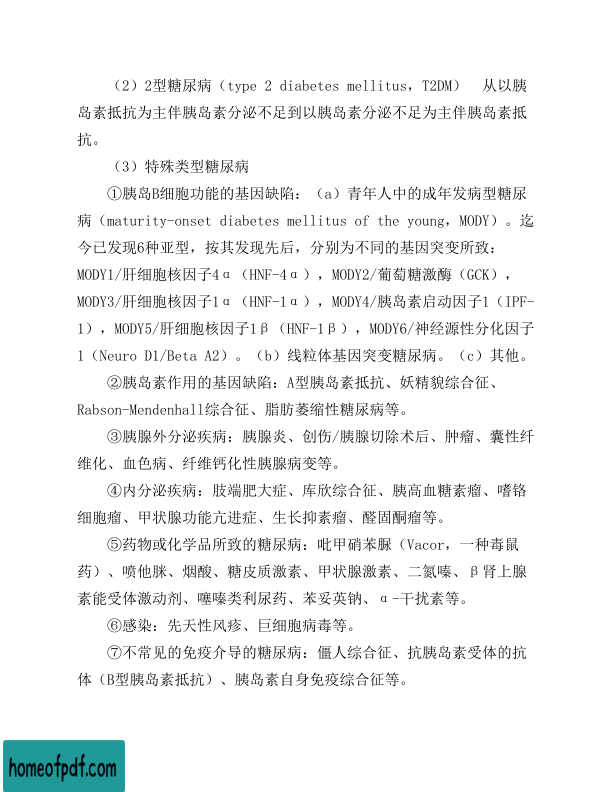 （2）2型糖尿病（type 2 diabetes mellitus，T2DM） 从以胰
岛素抵抗为主伴胰岛素分泌不足到以胰岛素分泌不足为主伴胰岛素抵
抗。
（3）特殊类型糖尿病
①胰岛B细胞功能的基因缺陷：（a）青年人中的成年发病型糖尿
病（maturity-onset diabetes mellitus of the young，MODY）。迄
今已发现6种亚型，按其发现先后，分别为不同的基因突变所致：
MODY1/肝细胞核因子4α（HNF-4α），MODY2/葡萄糖激酶（GCK），
MODY3/肝细胞核因子1α（HNF-1α），MODY4/胰岛素启动因子1（IPF-
1），MODY5/肝细胞核因子1β（HNF-1β），MODY6/神经源性分化因子
1（Neuro D1/Beta A2）。（b）线粒体基因突变糖尿病。（c）其他。
②胰岛素作用的基因缺陷：A型胰岛素抵抗、妖精貌综合征、
Rabson-Mendenhall综合征、脂肪萎缩性糖尿病等。
③胰腺外分泌疾病：胰腺炎、创伤/胰腺切除术后、肿瘤、囊性纤
维化、血色病、纤维钙化性胰腺病变等。
④内分泌疾病：肢端肥大症、库欣综合征、胰高血糖素瘤、嗜铬
细胞瘤、甲状腺功能亢进症、生长抑素瘤、醛固酮瘤等。
⑤药物或化学品所致的糖尿病：吡甲硝苯脲（Vacor，一种毒鼠
药）、喷他脒、烟酸、糖皮质激素、甲状腺激素、二氮嗪、β肾上腺
素能受体激动剂、噻嗪类利尿药、苯妥英钠、α-干扰素等。
⑥感染：先天性风疹、巨细胞病毒等。
⑦不常见的免疫介导的糖尿病：僵人综合征、抗胰岛素受体的抗
体（B型胰岛素抵抗）、胰岛素自身免疫综合征等。
homeofpdf.com